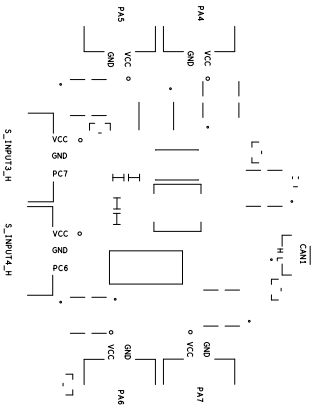 PA5
PA4
GND
VCC
GND
VCC
S_INPUT3_H
VCC
GND
PC7
S_INPUT4_H
VCC
GND
PC6
H
L
CAN1
VCC
GND
VCC
GND
PA6
PA7